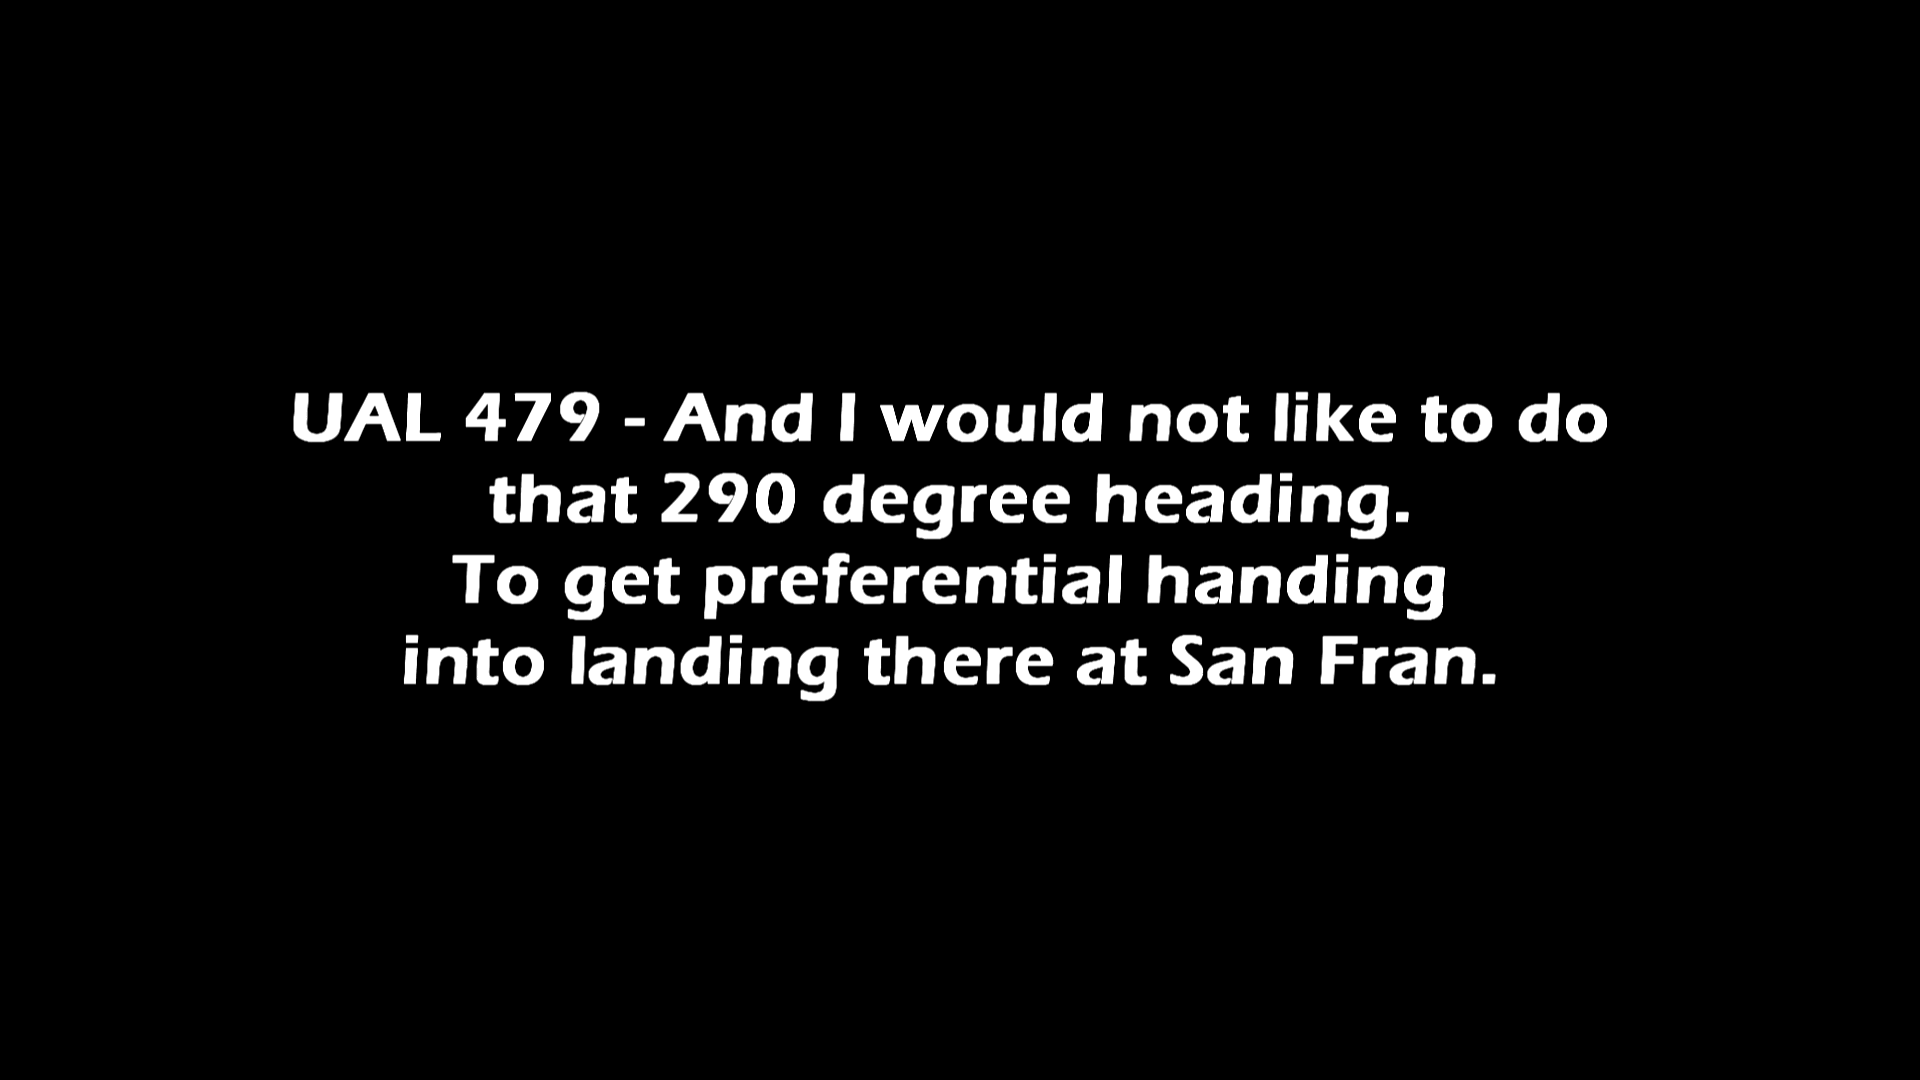 UAL 479 - And I would not like to do
that 290 degree heading.
To get preferential handing
into landing there at San Fran.